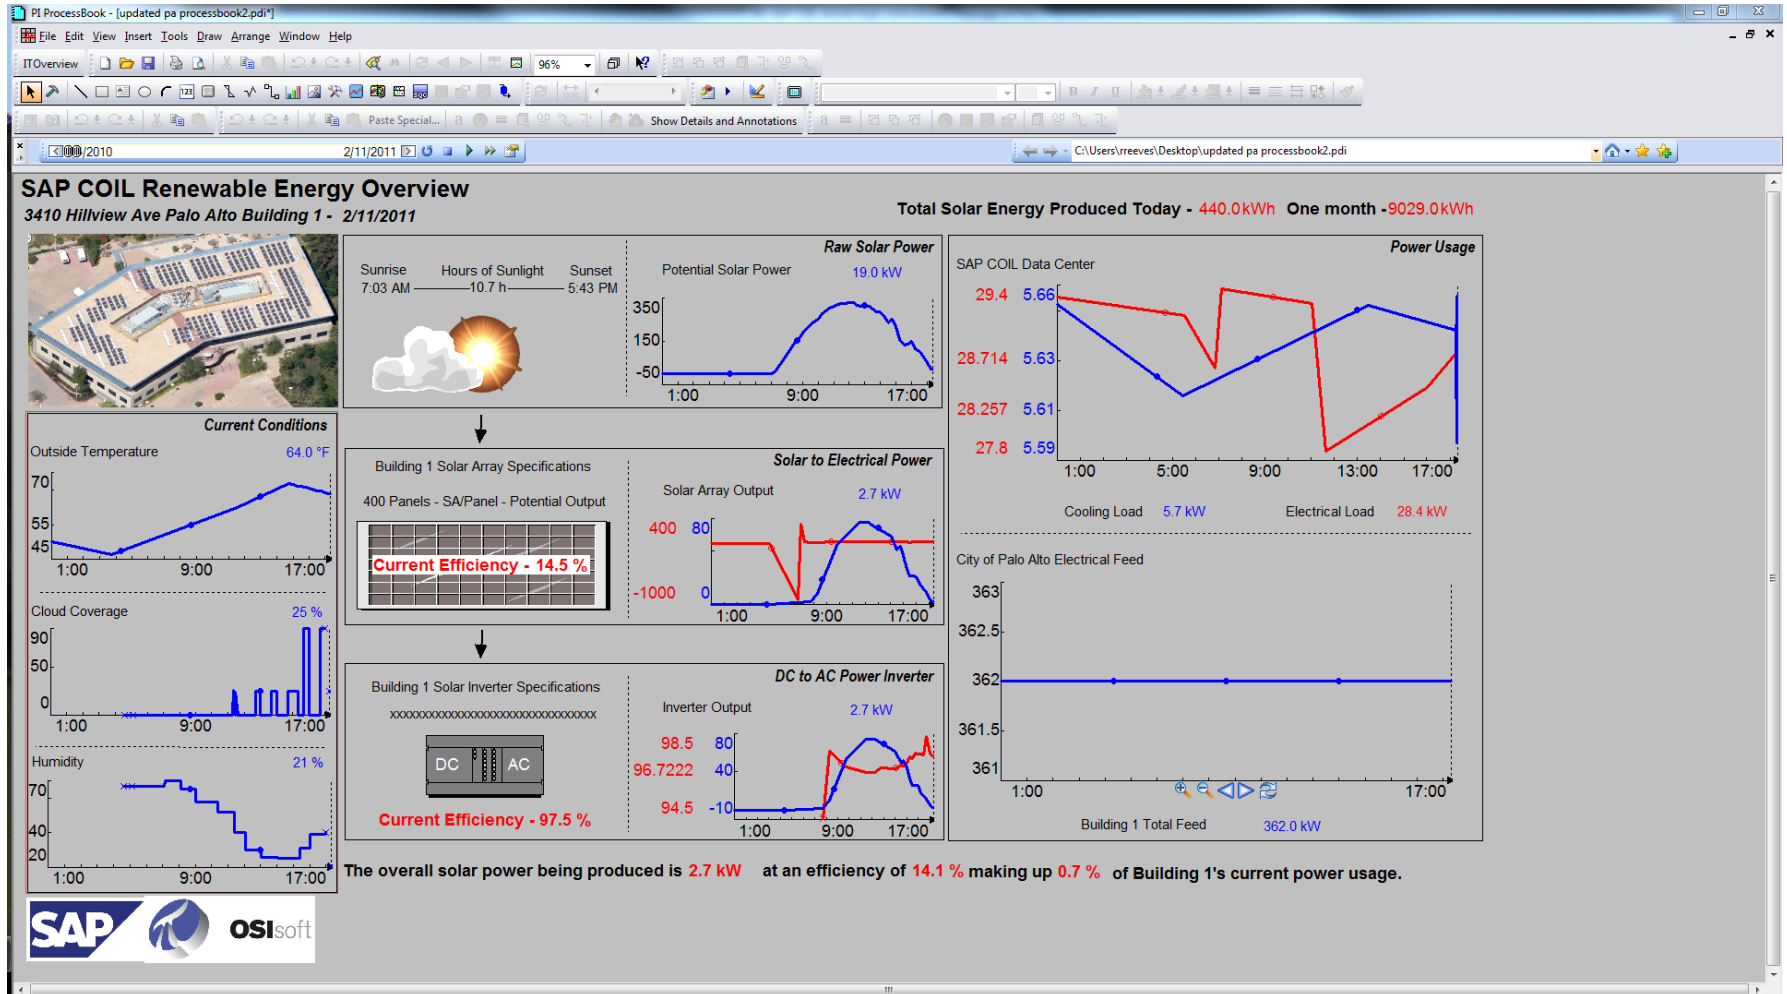 PI ProcessBook - [updated pa processbook2.pdi*]
File Edit View Insert Tools Draw Arrange Window Help
ITOverview 96%
123
B I U
Paste Special... Show Details and Annotations
/2010 2/11/2011 C:\Users\rreeves\Desktop\updated pa processbook2.pdi
SAP COIL Renewable Energy Overview
3410 Hillview Ave Palo Alto Building 1 - 2/11/2011
Total Solar Energy Produced Today - 440.0kWh One month -9029.0kWh
Raw Solar Power
Sunrise Hours of Sunlight Sunset
7:03 AM 10.7 h 5:43 PM
Potential Solar Power 19.0 kW
350
150
-50
1:00 9:00 17:00
Current Conditions
Outside Temperature 64.0 °F
70
55
45
1:00 9:00 17:00
Cloud Coverage 25 %
90
50
0
1:00 9:00 17:00
Humidity 21 %
70
40
20
1:00 9:00 17:00
Solar to Electrical Power
Building 1 Solar Array Specifications
400 Panels - SA/Panel - Potential Output
Current Efficiency - 14.5 %
Solar Array Output 2.7 kW
400 80
-1000 0
1:00 9:00 17:00
DC to AC Power Inverter
Building 1 Solar Inverter Specifications
xxxxxxxxxxxxxxxxxxxxxxxxxxxxxxxx
DC AC
Current Efficiency - 97.5 %
Inverter Output 2.7 kW
98.5 80
96.7222 40
94.5 -10
1:00 9:00 17:00
Power Usage
SAP COIL Data Center
29.4 5.66
28.714 5.63
28.257 5.61
27.8 5.59
1:00 5:00 9:00 13:00 17:00
Cooling Load 5.7 kW Electrical Load 28.4 kW
City of Palo Alto Electrical Feed
363
362.5
362
361.5
361
1:00 17:00
Building 1 Total Feed 362.0 kW
The overall solar power being produced is 2.7 kW at an efficiency of 14.1 % making up 0.7 % of Building 1's current power usage.
SAP OSIsoft